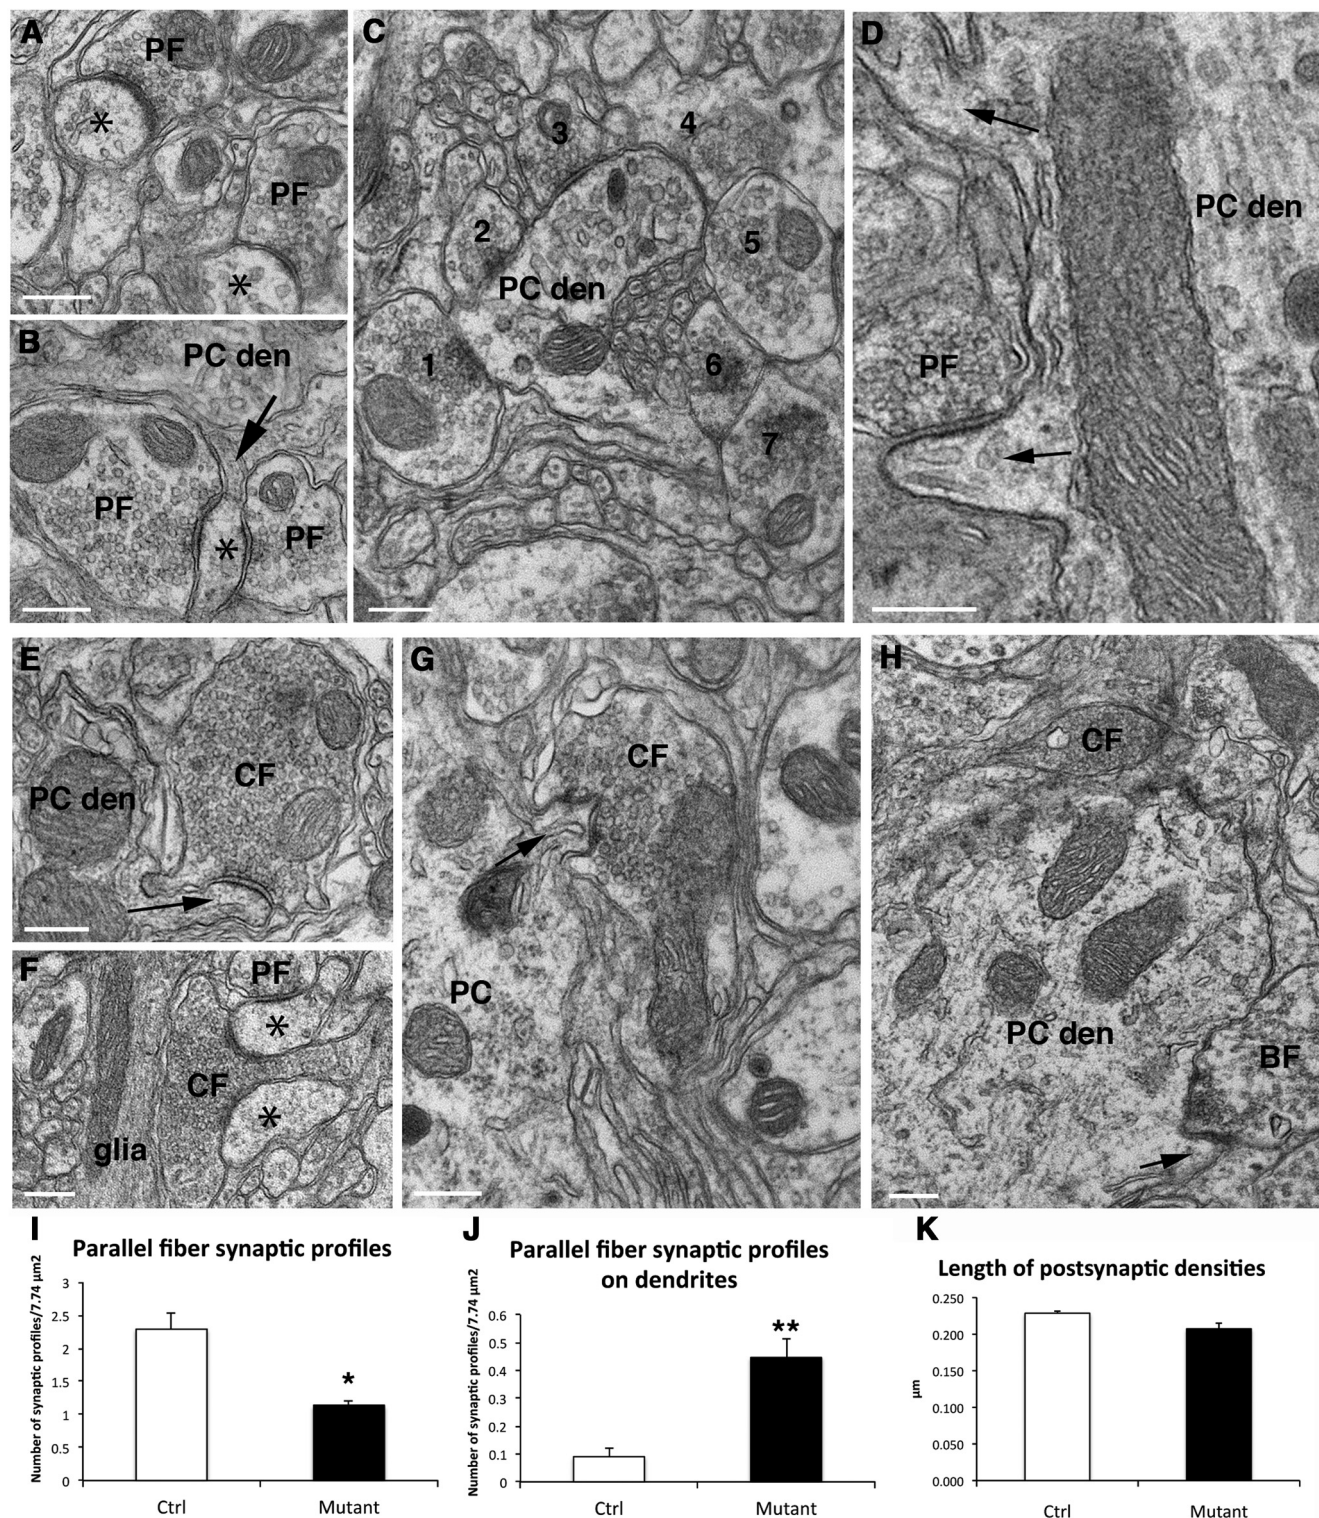 A
PF
*
PF
*
B
PC den
PF
*
PF
C
3
4
2
5
PC den
1
6
7
D
PC den
PF
E
CF
PC den
F
PF
*
CF
*
glia
G
CF
PC
H
CF
PC den
BF
I
Parallel fiber synaptic profiles
Number of synaptic profiles/7.74 µm2
3
2.5
2
1.5
1
0.5
0
*
Ctrl
Mutant
J
Parallel fiber synaptic profiles
on dendrites
Number of synaptic profiles/7.74 µm2
0.6
0.5
0.4
0.3
0.2
0.1
0
**
Ctrl
Mutant
K
Length of postsynaptic densities
µm
0.250
0.200
0.150
0.100
0.050
0.000
Ctrl
Mutant